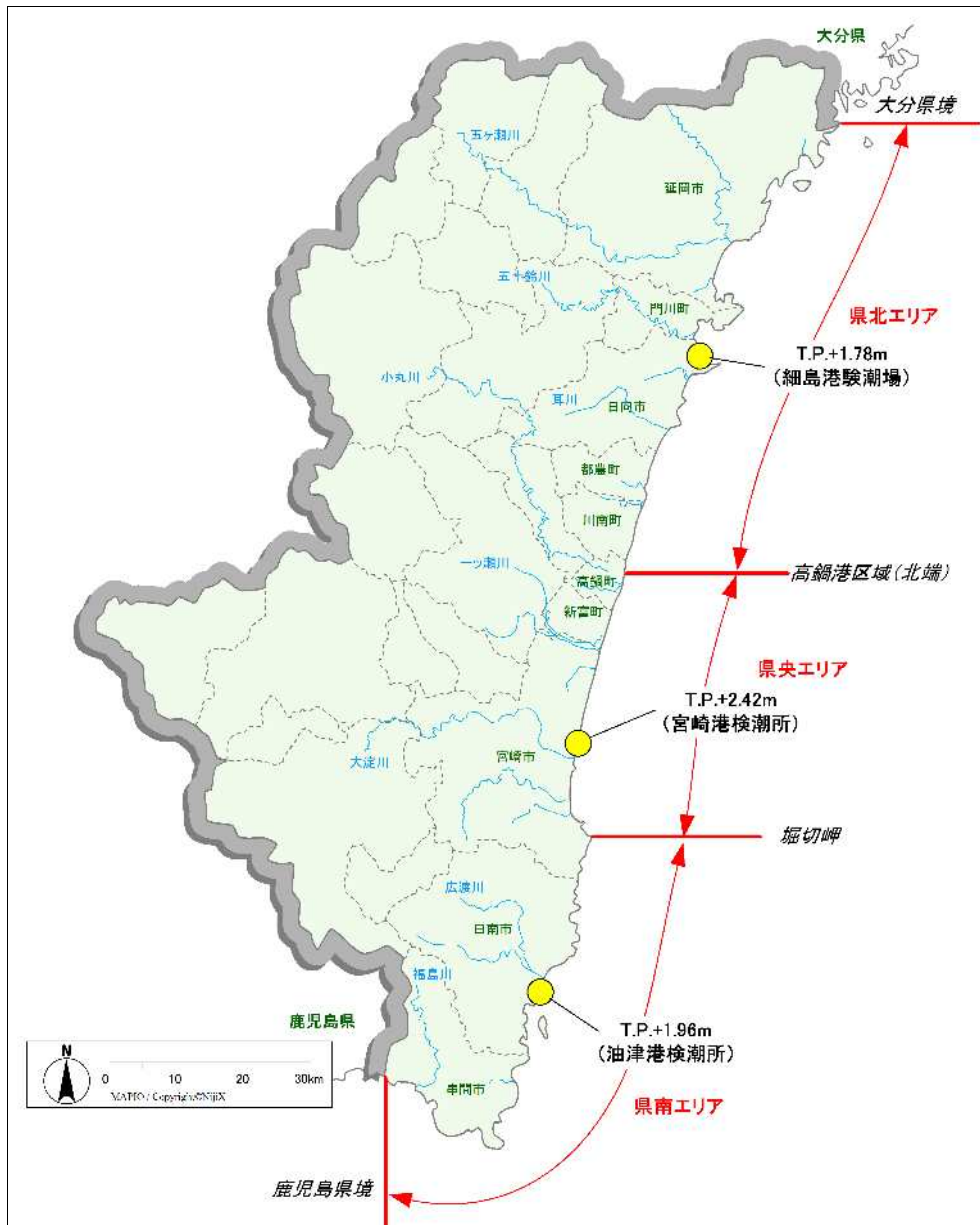 大分県
大分県境
五ヶ瀬川
延岡市
五十鈴川
門川町
県北エリア
T.P.+1.78m
(細島港験潮場)
小丸川
耳川
日向市
都農町
川南町
一ッ瀬川
高鍋町
高鍋港区域(北端)
新富町
県央エリア
T.P.+2.42m
(宮崎港検潮所)
大淀川
宮崎市
堀切岬
広渡川
日南市
福島川
鹿児島県
T.P.+1.96m
(油津港検潮所)
N
0 10 20 30km
MAPIO / Copyright©NijiX
串間市
県南エリア
鹿児島県境